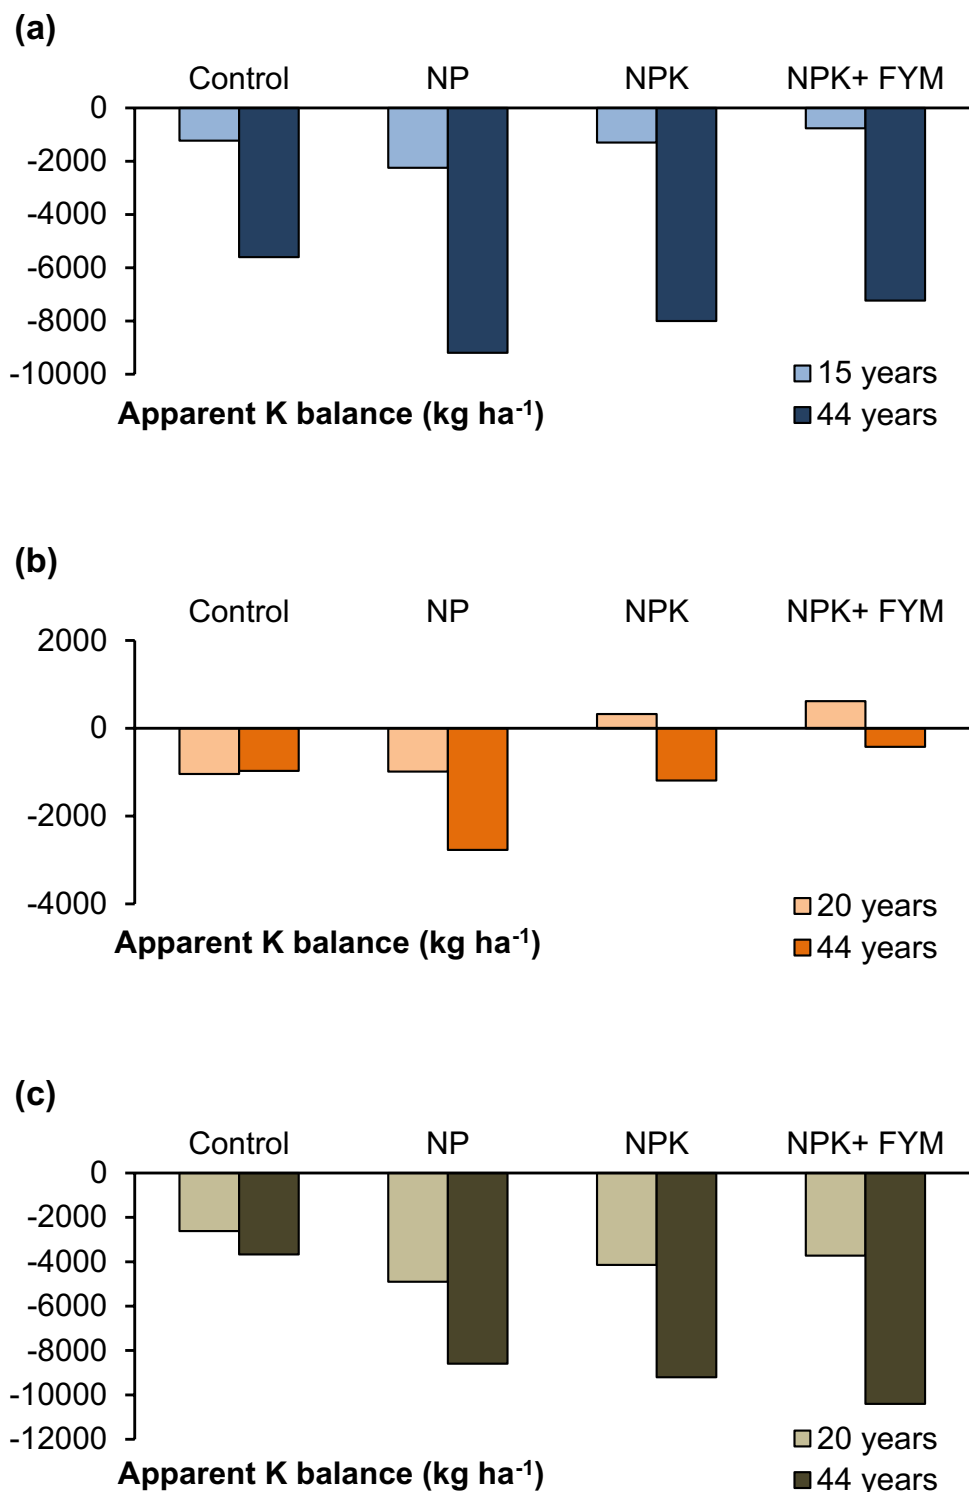 (a)
Control NP NPK NPK+ FYM
0
-2000
-4000
-6000
-8000
-10000
15 years
Apparent K balance (kg ha⁻¹)
44 years
(b)
Control NP NPK NPK+ FYM
2000
0
-2000
-4000
20 years
Apparent K balance (kg ha⁻¹)
44 years
(c)
Control NP NPK NPK+ FYM
0
-2000
-4000
-6000
-8000
-10000
-12000
20 years
Apparent K balance (kg ha⁻¹)
44 years